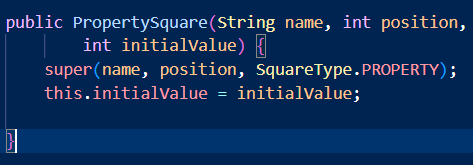 public PropertySquare(String name, int position,
int initialValue) {
super(name, position, SquareType.PROPERTY);
this.initialValue = initialValue;
}